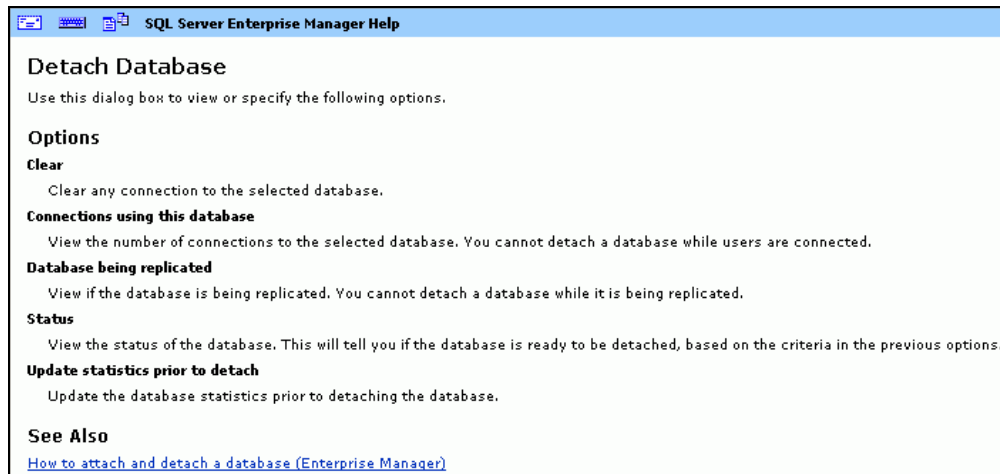 SQL Server Enterprise Manager Help
Detach Database
Use this dialog box to view or specify the following options.
Options
Clear
Clear any connection to the selected database.
Connections using this database
View the number of connections to the selected database. You cannot detach a database while users are connected.
Database being replicated
View if the database is being replicated. You cannot detach a database while it is being replicated.
Status
View the status of the database. This will tell you if the database is ready to be detached, based on the criteria in the previous options.
Update statistics prior to detach
Update the database statistics prior to detaching the database.
See Also
How to attach and detach a database (Enterprise Manager)